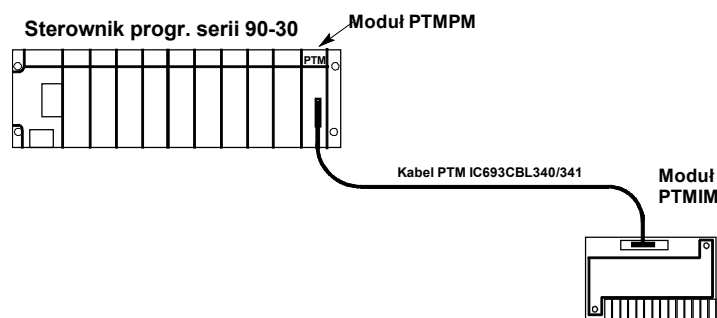 Sterownik progr. serii 90-30
Moduł PTMPM
PTM
Kabel PTM IC693CBL340/341
Moduł
PTMIM